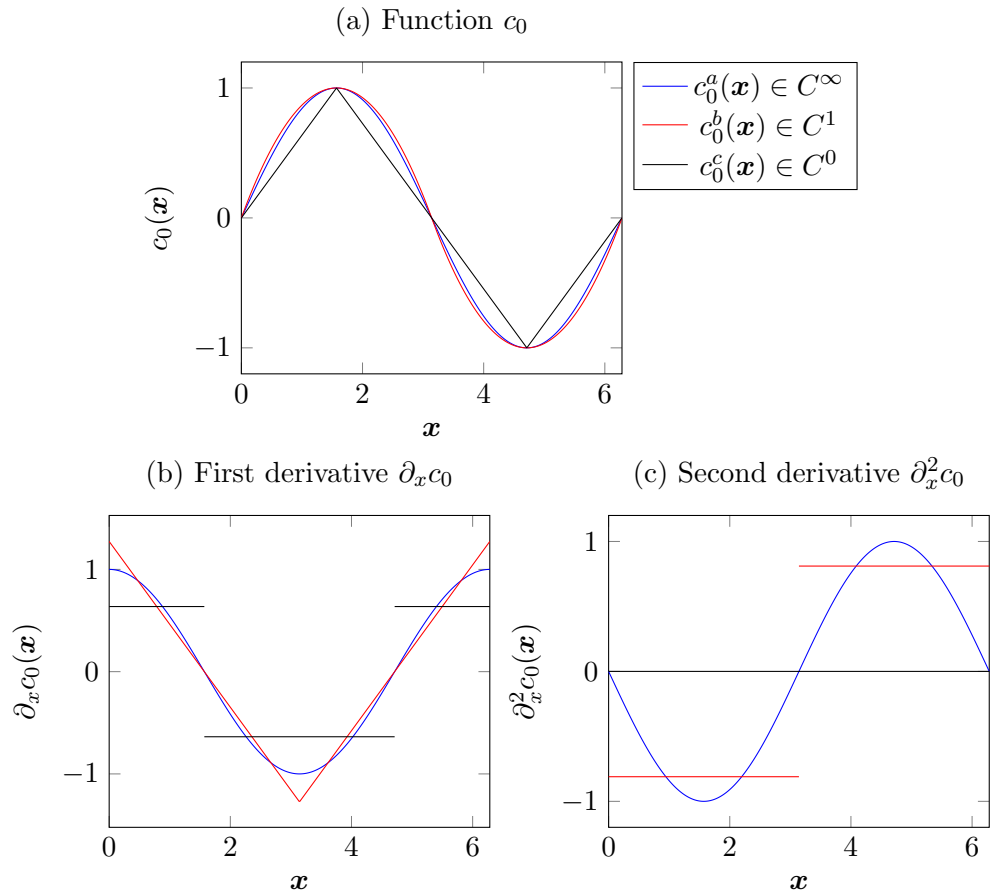 (a) Function c₀
1
0
−1
c₀(𝒙)
0 2 4 6
𝒙
c₀ᵃ(𝒙) ∈ C^∞
c₀ᵇ(𝒙) ∈ C¹
c₀ᶜ(𝒙) ∈ C⁰
(b) First derivative ∂ₓc₀
1
0
−1
∂ₓc₀(𝒙)
0 2 4 6
𝒙
(c) Second derivative ∂ₓ²c₀
1
0
−1
∂ₓ²c₀(𝒙)
0 2 4 6
𝒙